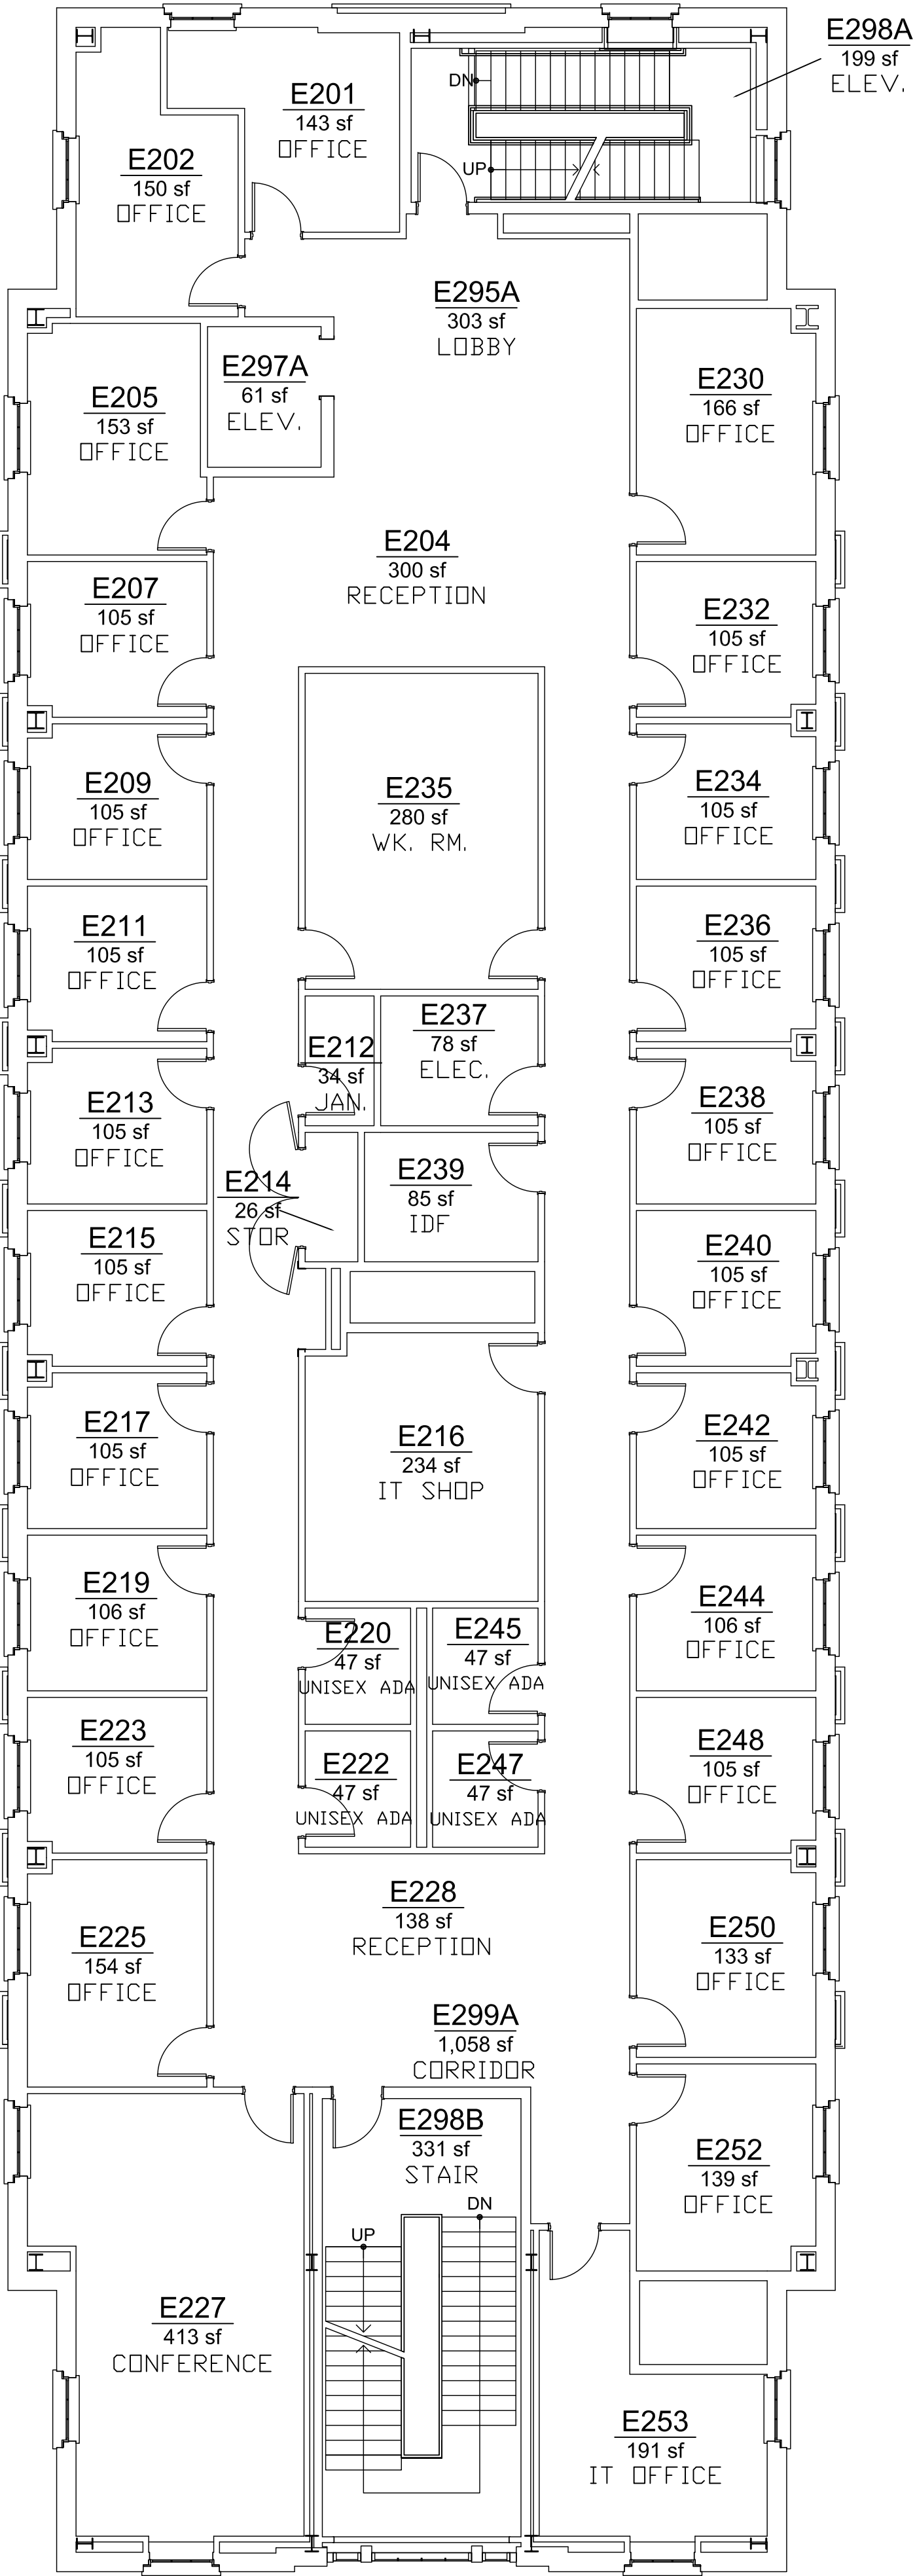 E298A
199 sf
ELEV.
DN
E201
143 sf
OFFICE
E202
150 sf
OFFICE
UP
E295A
303 sf
LOBBY
E297A
61 sf
ELEV.
E205
153 sf
OFFICE
E230
166 sf
OFFICE
E204
300 sf
RECEPTION
E207
105 sf
OFFICE
E232
105 sf
OFFICE
E209
105 sf
OFFICE
E235
280 sf
WK. RM.
E234
105 sf
OFFICE
E211
105 sf
OFFICE
E236
105 sf
OFFICE
E212
34 sf
JAN.
E237
78 sf
ELEC.
E213
105 sf
OFFICE
E238
105 sf
OFFICE
E214
26 sf
STOR
E239
85 sf
IDF
E215
105 sf
OFFICE
E240
105 sf
OFFICE
E217
105 sf
OFFICE
E216
234 sf
IT SHOP
E242
105 sf
OFFICE
E219
106 sf
OFFICE
E244
106 sf
OFFICE
E220
47 sf
UNISEX ADA
E245
47 sf
UNISEX ADA
E223
105 sf
OFFICE
E222
47 sf
UNISEX ADA
E247
47 sf
UNISEX ADA
E248
105 sf
OFFICE
E228
138 sf
RECEPTION
E225
154 sf
OFFICE
E250
133 sf
OFFICE
E299A
1,058 sf
CORRIDOR
E298B
331 sf
STAIR
E252
139 sf
OFFICE
DN
UP
E227
413 sf
CONFERENCE
E253
191 sf
IT OFFICE